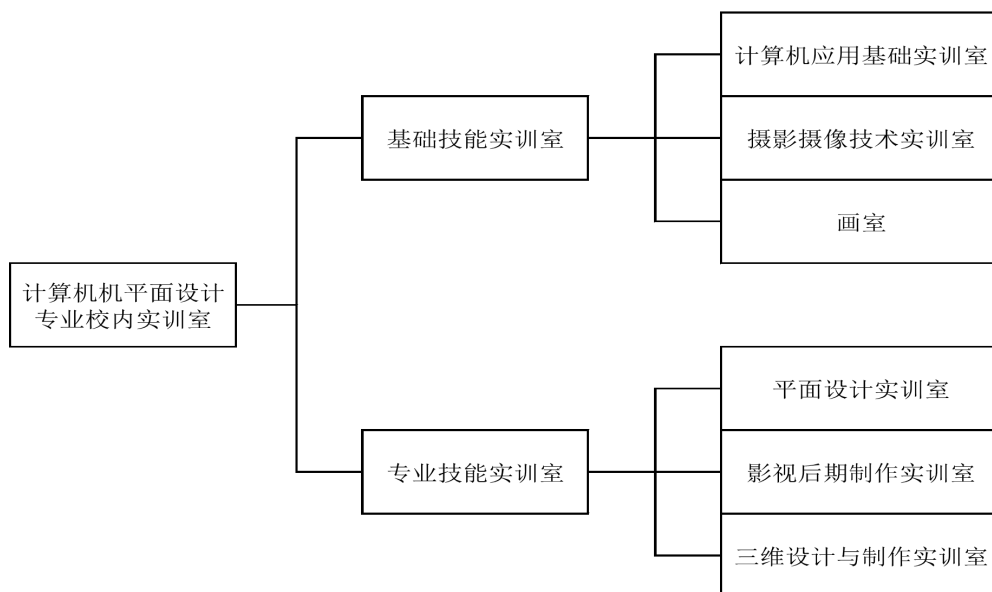 计算机应用基础实训室
基础技能实训室
摄影摄像技术实训室
画室
计算机机平面设计
专业校内实训室
平面设计实训室
专业技能实训室
影视后期制作实训室
三维设计与制作实训室